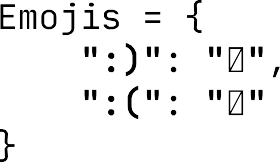 Emojis = {
    ":)": "▯",
    ":(": "▯"
}